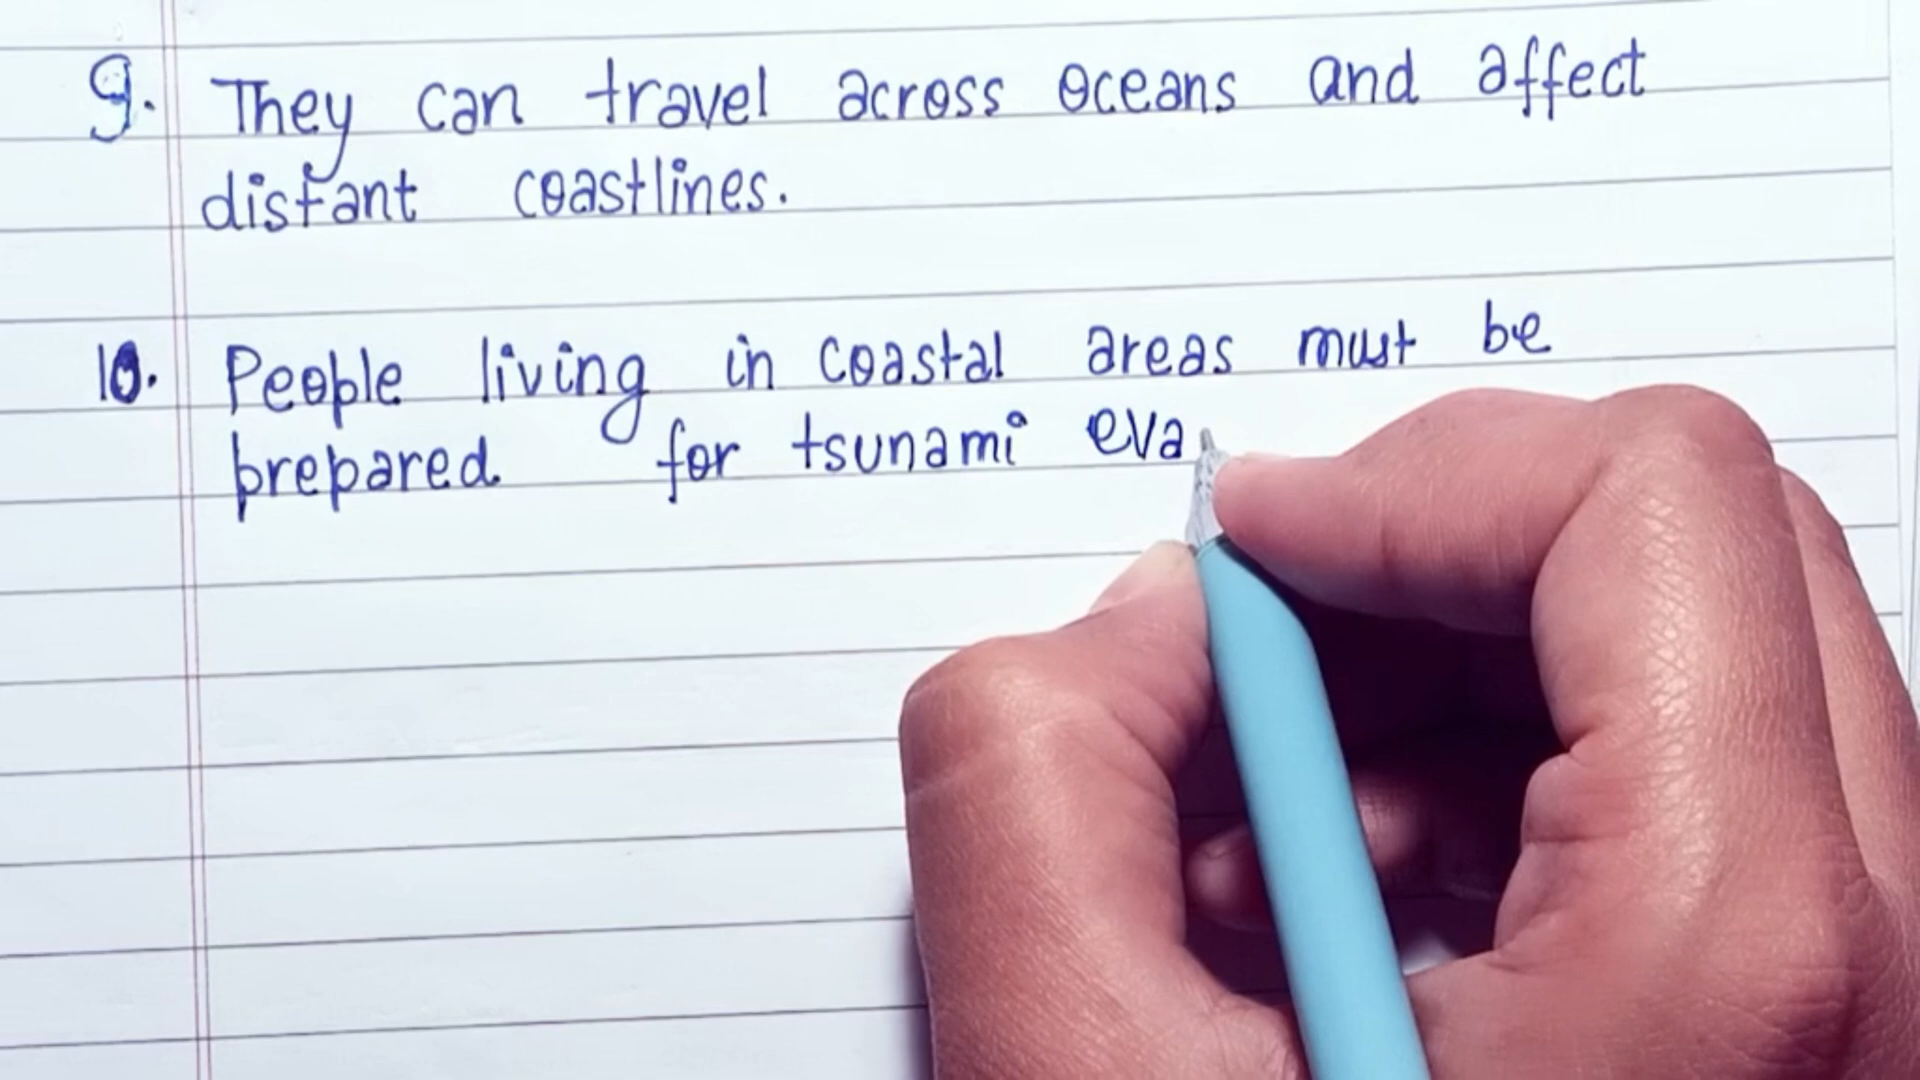 9. They can travel across oceans and affect
distant coastlines.
10. People living in coastal areas must be
prepared for tsunami eva